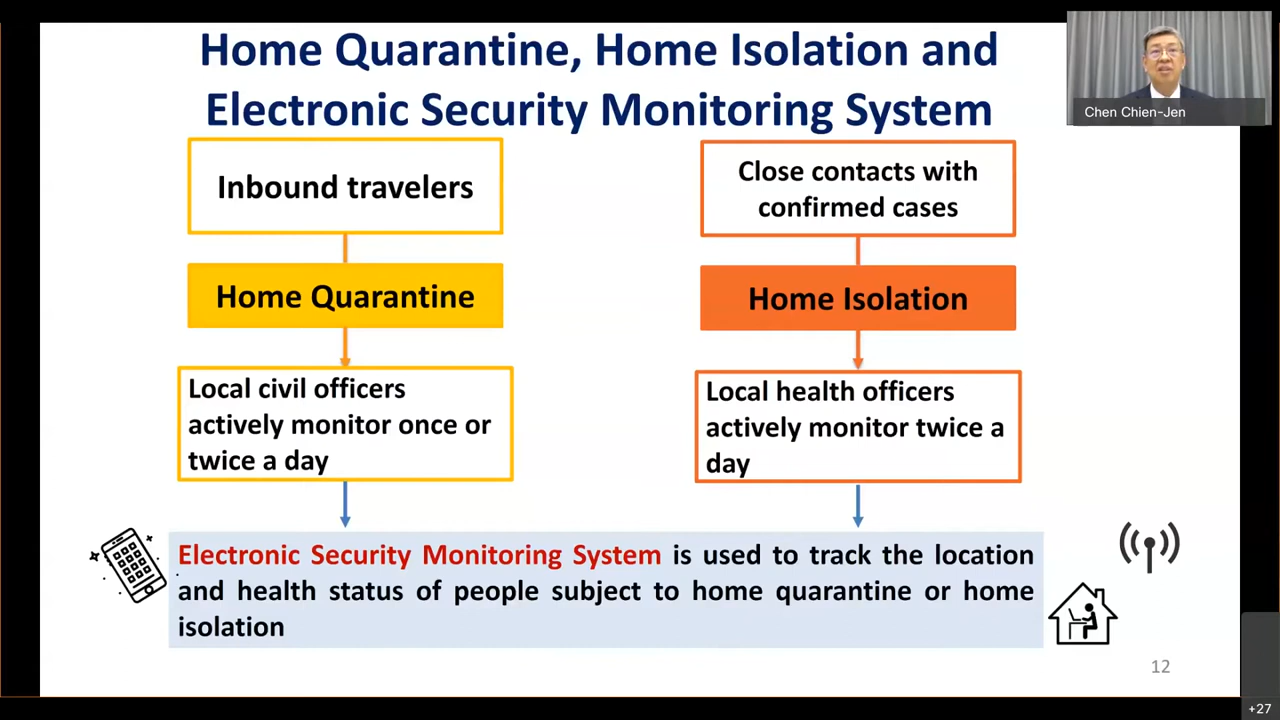 Home Quarantine, Home Isolation and
Electronic Security Monitoring System
Chen Chien-Jen
Inbound travelers
Close contacts with
confirmed cases
Home Quarantine
Home Isolation
Local civil officers
actively monitor once or
twice a day
Local health officers
actively monitor twice a
day
Electronic Security Monitoring System is used to track the location
and health status of people subject to home quarantine or home
isolation
12
+27